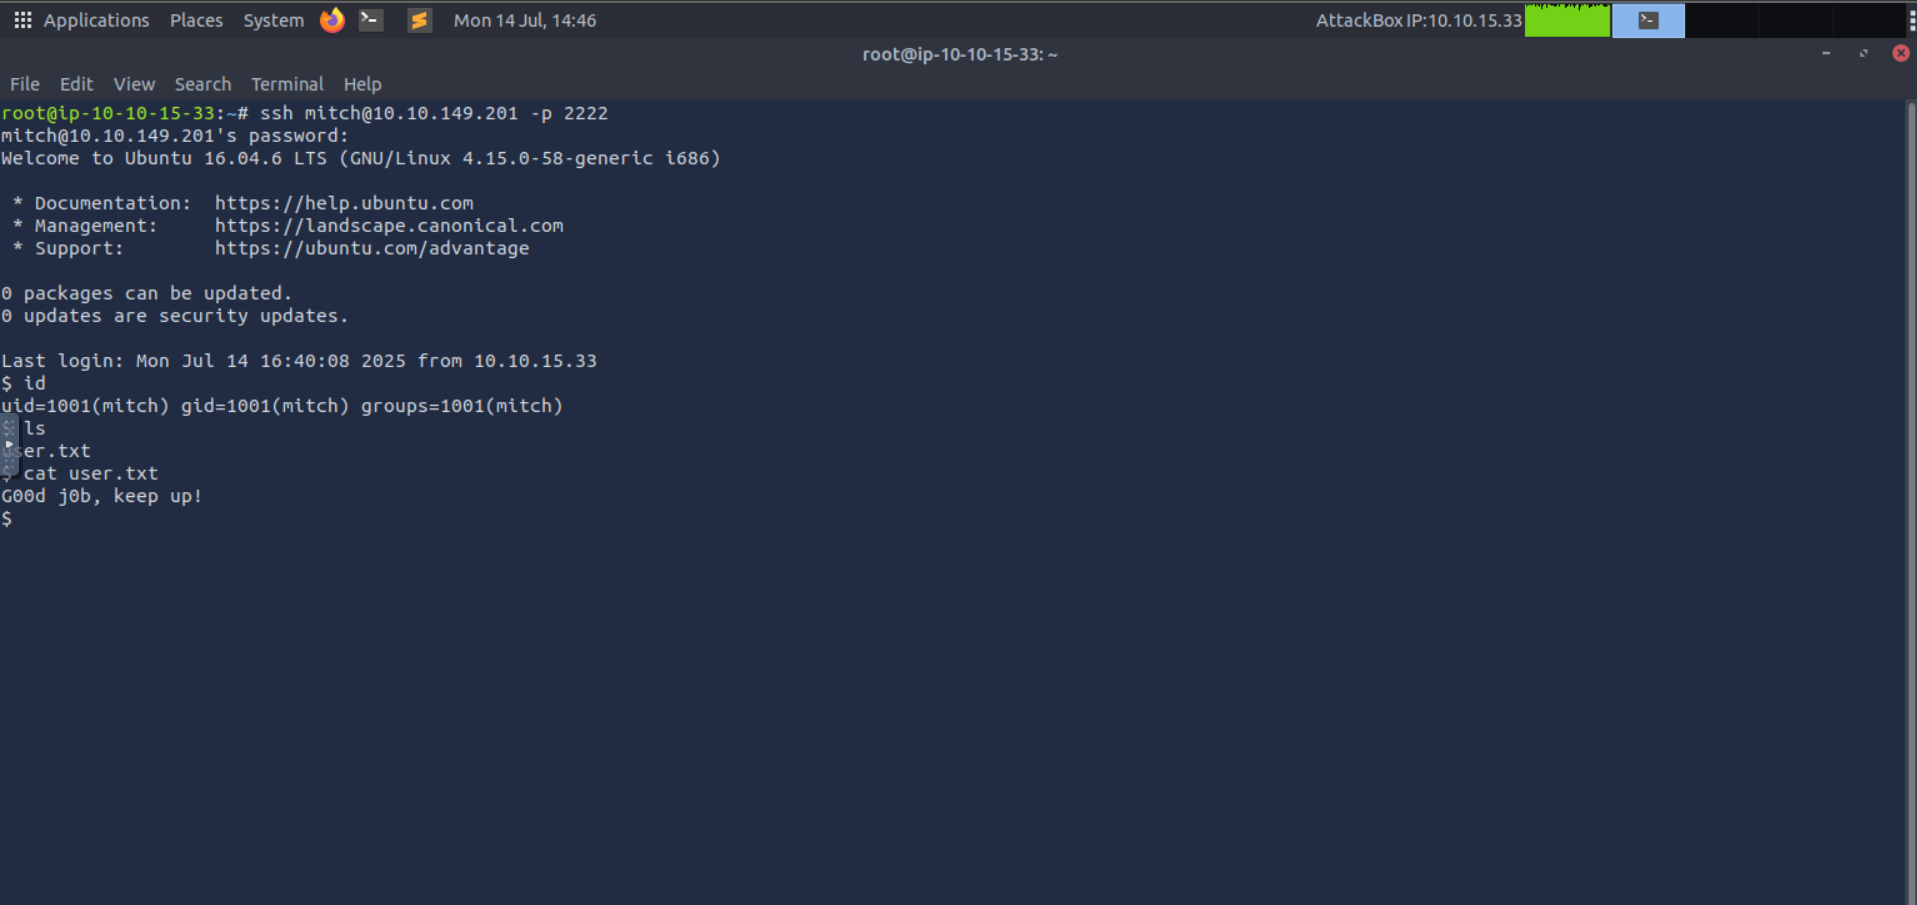 Applications Places System Mon 14 Jul, 14:46 AttackBox IP:10.10.15.33
root@ip-10-10-15-33: ~
File Edit View Search Terminal Help
root@ip-10-10-15-33:~# ssh mitch@10.10.149.201 -p 2222
mitch@10.10.149.201's password:
Welcome to Ubuntu 16.04.6 LTS (GNU/Linux 4.15.0-58-generic i686)
* Documentation: https://help.ubuntu.com
* Management: https://landscape.canonical.com
* Support: https://ubuntu.com/advantage
0 packages can be updated.
0 updates are security updates.
Last login: Mon Jul 14 16:40:08 2025 from 10.10.15.33
$ id
uid=1001(mitch) gid=1001(mitch) groups=1001(mitch)
$ ls
user.txt
$ cat user.txt
G00d j0b, keep up!
$